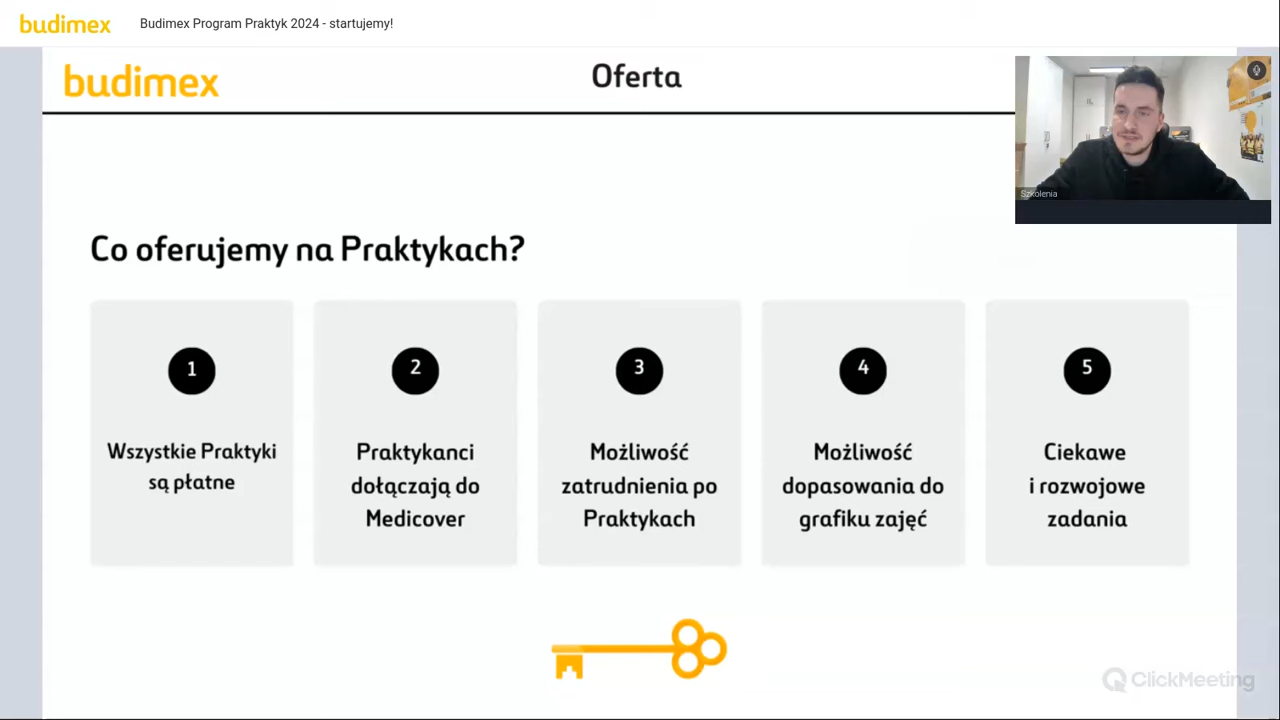 budimex
Budimex Program Praktyk 2024 - startujemy!
budimex
Oferta
Szkolenia
Co oferujemy na Praktykach?
1
Wszystkie Praktyki
są płatne
2
Praktykanci
dołączają do
Medicover
3
Możliwość
zatrudnienia po
Praktykach
4
Możliwość
dopasowania do
grafiku zajęć
5
Ciekawe
i rozwojowe
zadania
ClickMeeting